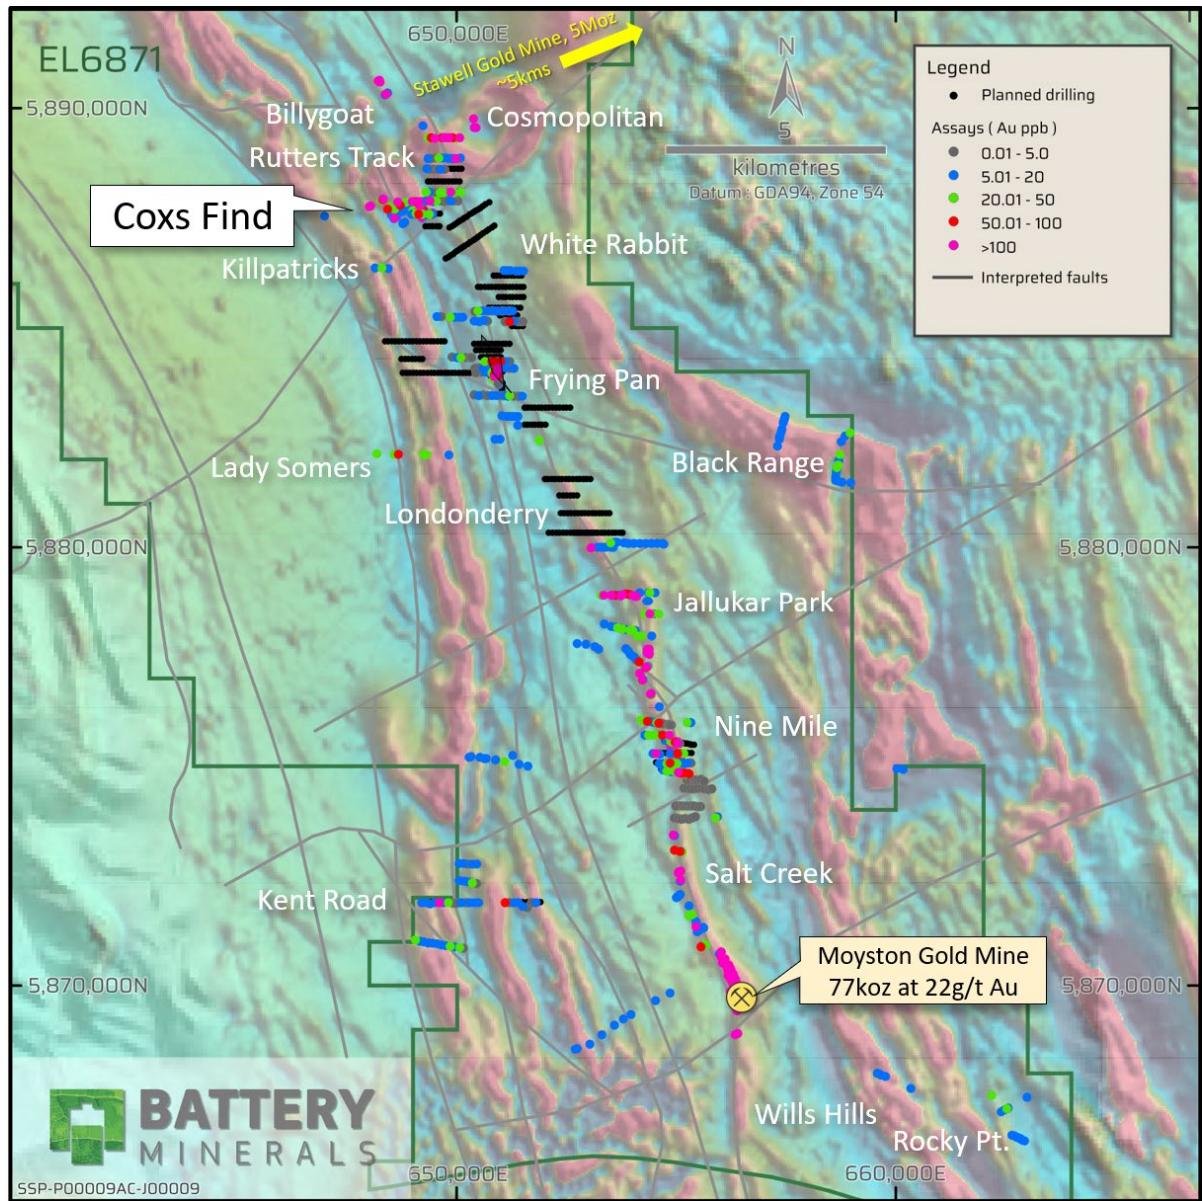 EL6871
650,000E
Stawell Gold Mine, 5Moz
~5kms
N
5,890,000N
Billygoat
Cosmopolitan
Rutters Track
Coxs Find
5
kilometres
Datum : GDA94, Zone 54
Legend
Planned drilling
Assays ( Au ppb )
0.01 - 5.0
5.01 - 20
20.01 - 50
50.01 - 100
>100
Interpreted faults
White Rabbit
Killpatricks
Frying Pan
Lady Somers
Black Range
Londonderry
5,880,000N
5,880,000N
Jallukar Park
Nine Mile
Salt Creek
Kent Road
Moyston Gold Mine
77koz at 22g/t Au
5,870,000N
5,870,000N
BATTERY
MINERALS
Wills Hills
Rocky Pt.
650,000E
660,000E
SSP-P00009AC-J00009